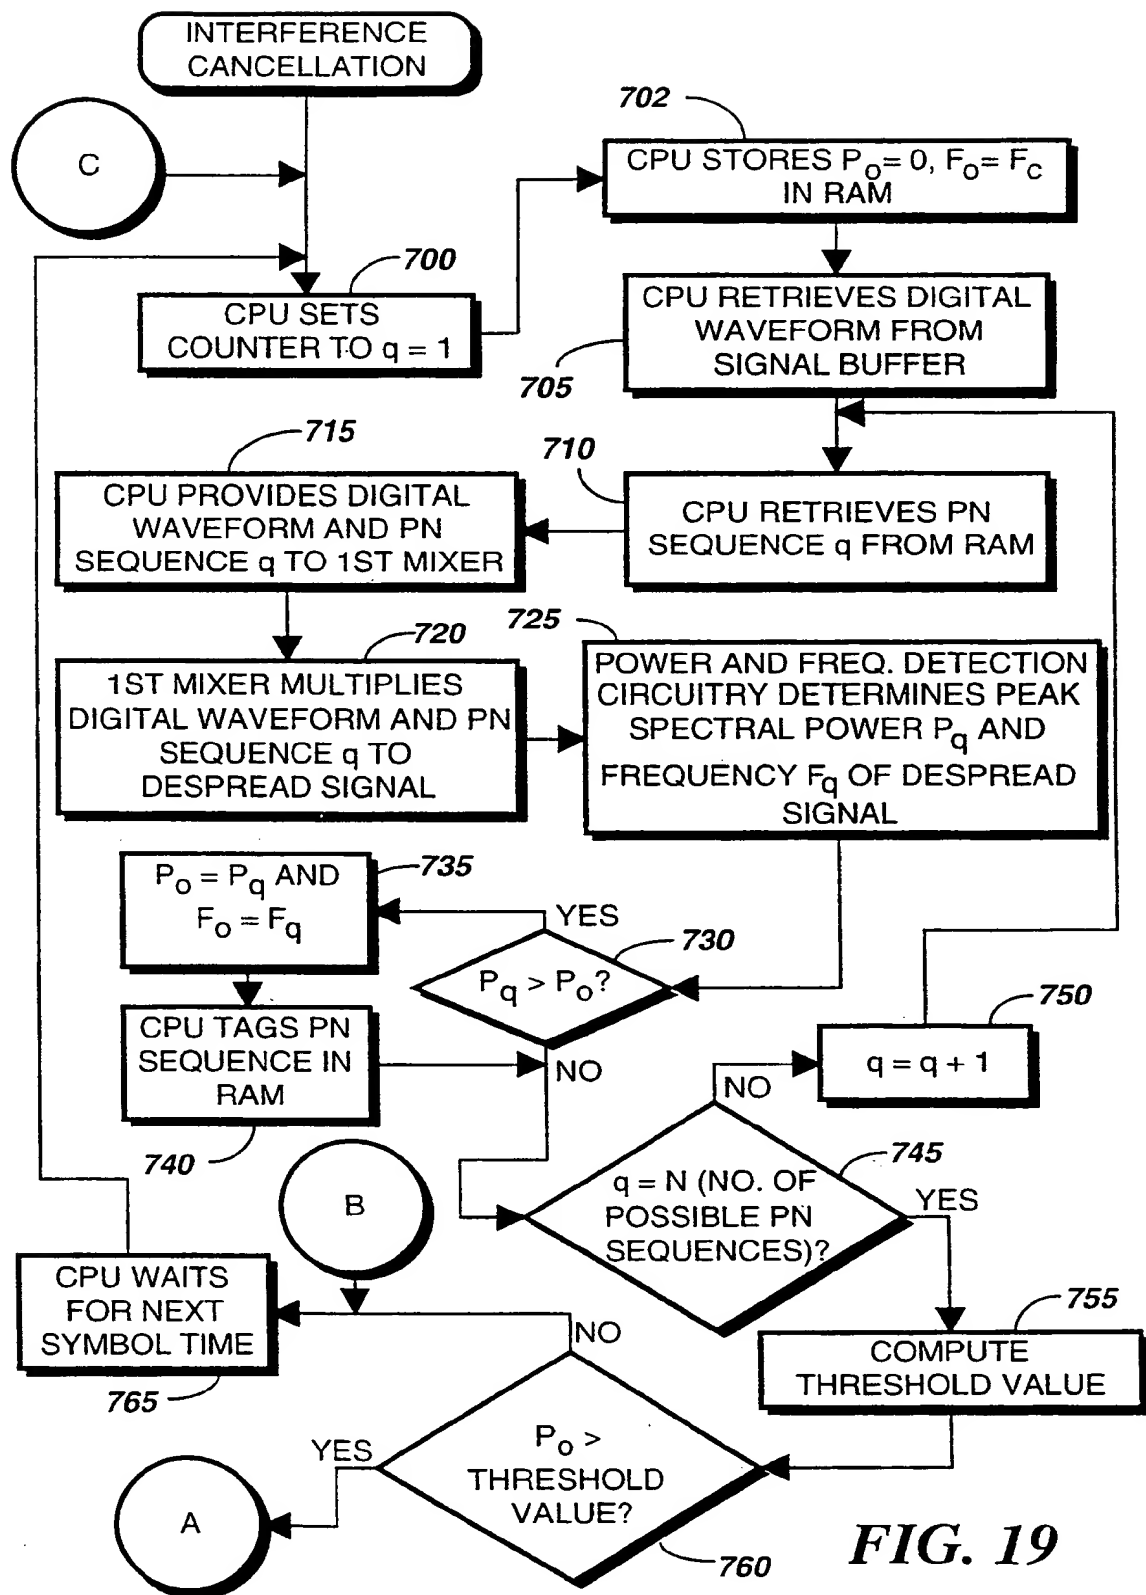 INTERFERENCE
CANCELLATION
C
702
CPU STORES Po= 0, Fo= Fc
IN RAM
700
CPU SETS
COUNTER TO q = 1
CPU RETRIEVES DIGITAL
WAVEFORM FROM
SIGNAL BUFFER
705
715
CPU PROVIDES DIGITAL
WAVEFORM AND PN
SEQUENCE q TO 1ST MIXER
710
CPU RETRIEVES PN
SEQUENCE q FROM RAM
720
1ST MIXER MULTIPLIES
DIGITAL WAVEFORM AND PN
SEQUENCE q TO
DESPREAD SIGNAL
725
POWER AND FREQ. DETECTION
CIRCUITRY DETERMINES PEAK
SPECTRAL POWER Pq AND
FREQUENCY Fq OF DESPREAD
SIGNAL
735
Po = Pq AND
Fo = Fq
YES
730
Pq > Po?
NO
CPU TAGS PN
SEQUENCE IN
RAM
740
750
q = q + 1
NO
745
q = N (NO. OF
POSSIBLE PN
SEQUENCES)?
YES
B
CPU WAITS
FOR NEXT
SYMBOL TIME
765
NO
755
COMPUTE
THRESHOLD VALUE
YES
Po >
THRESHOLD
VALUE?
760
A
FIG. 19